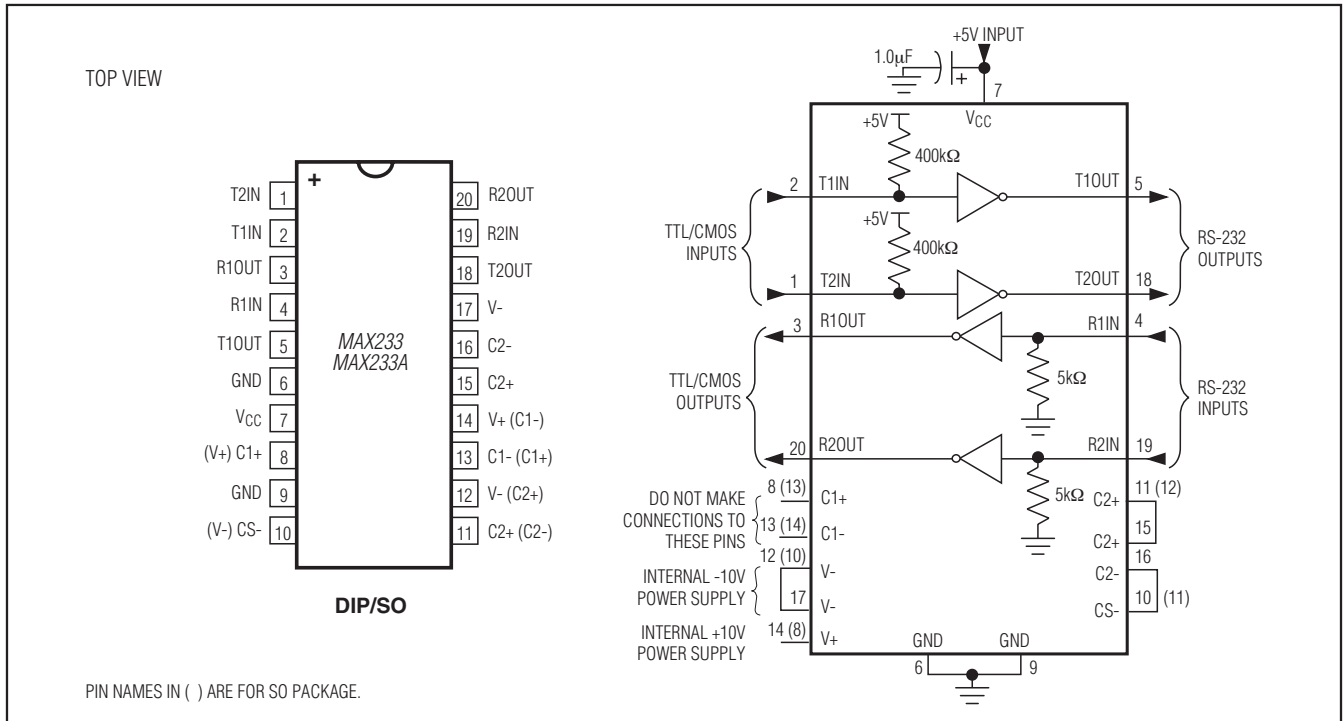 TOP VIEW
+
T2IN 1
T1IN 2
R1OUT 3
R1IN 4
T1OUT 5
GND 6
VCC 7
(V+) C1+ 8
GND 9
(V-) CS- 10
20 R2OUT
19 R2IN
18 T2OUT
17 V-
16 C2-
15 C2+
14 V+ (C1-)
13 C1- (C1+)
12 V- (C2+)
11 C2+ (C2-)
MAX233
MAX233A
DIP/SO
PIN NAMES IN ( ) ARE FOR SO PACKAGE.
+5V INPUT
1.0µF
+
7
VCC
+5V
400kΩ
2 T1IN
T1OUT 5
+5V
400kΩ
TTL/CMOS
INPUTS
RS-232
OUTPUTS
1 T2IN
T2OUT 18
3 R1OUT
R1IN 4
5kΩ
TTL/CMOS
OUTPUTS
RS-232
INPUTS
20 R2OUT
R2IN 19
5kΩ
DO NOT MAKE
CONNECTIONS TO
THESE PINS
8 (13) C1+
13 (14) C1-
INTERNAL -10V
POWER SUPPLY
12 (10) V-
17 V-
INTERNAL +10V
POWER SUPPLY
14 (8) V+
C2+ 11 (12)
C2+ 15
C2- 16
CS- 10 (11)
GND GND
6 9